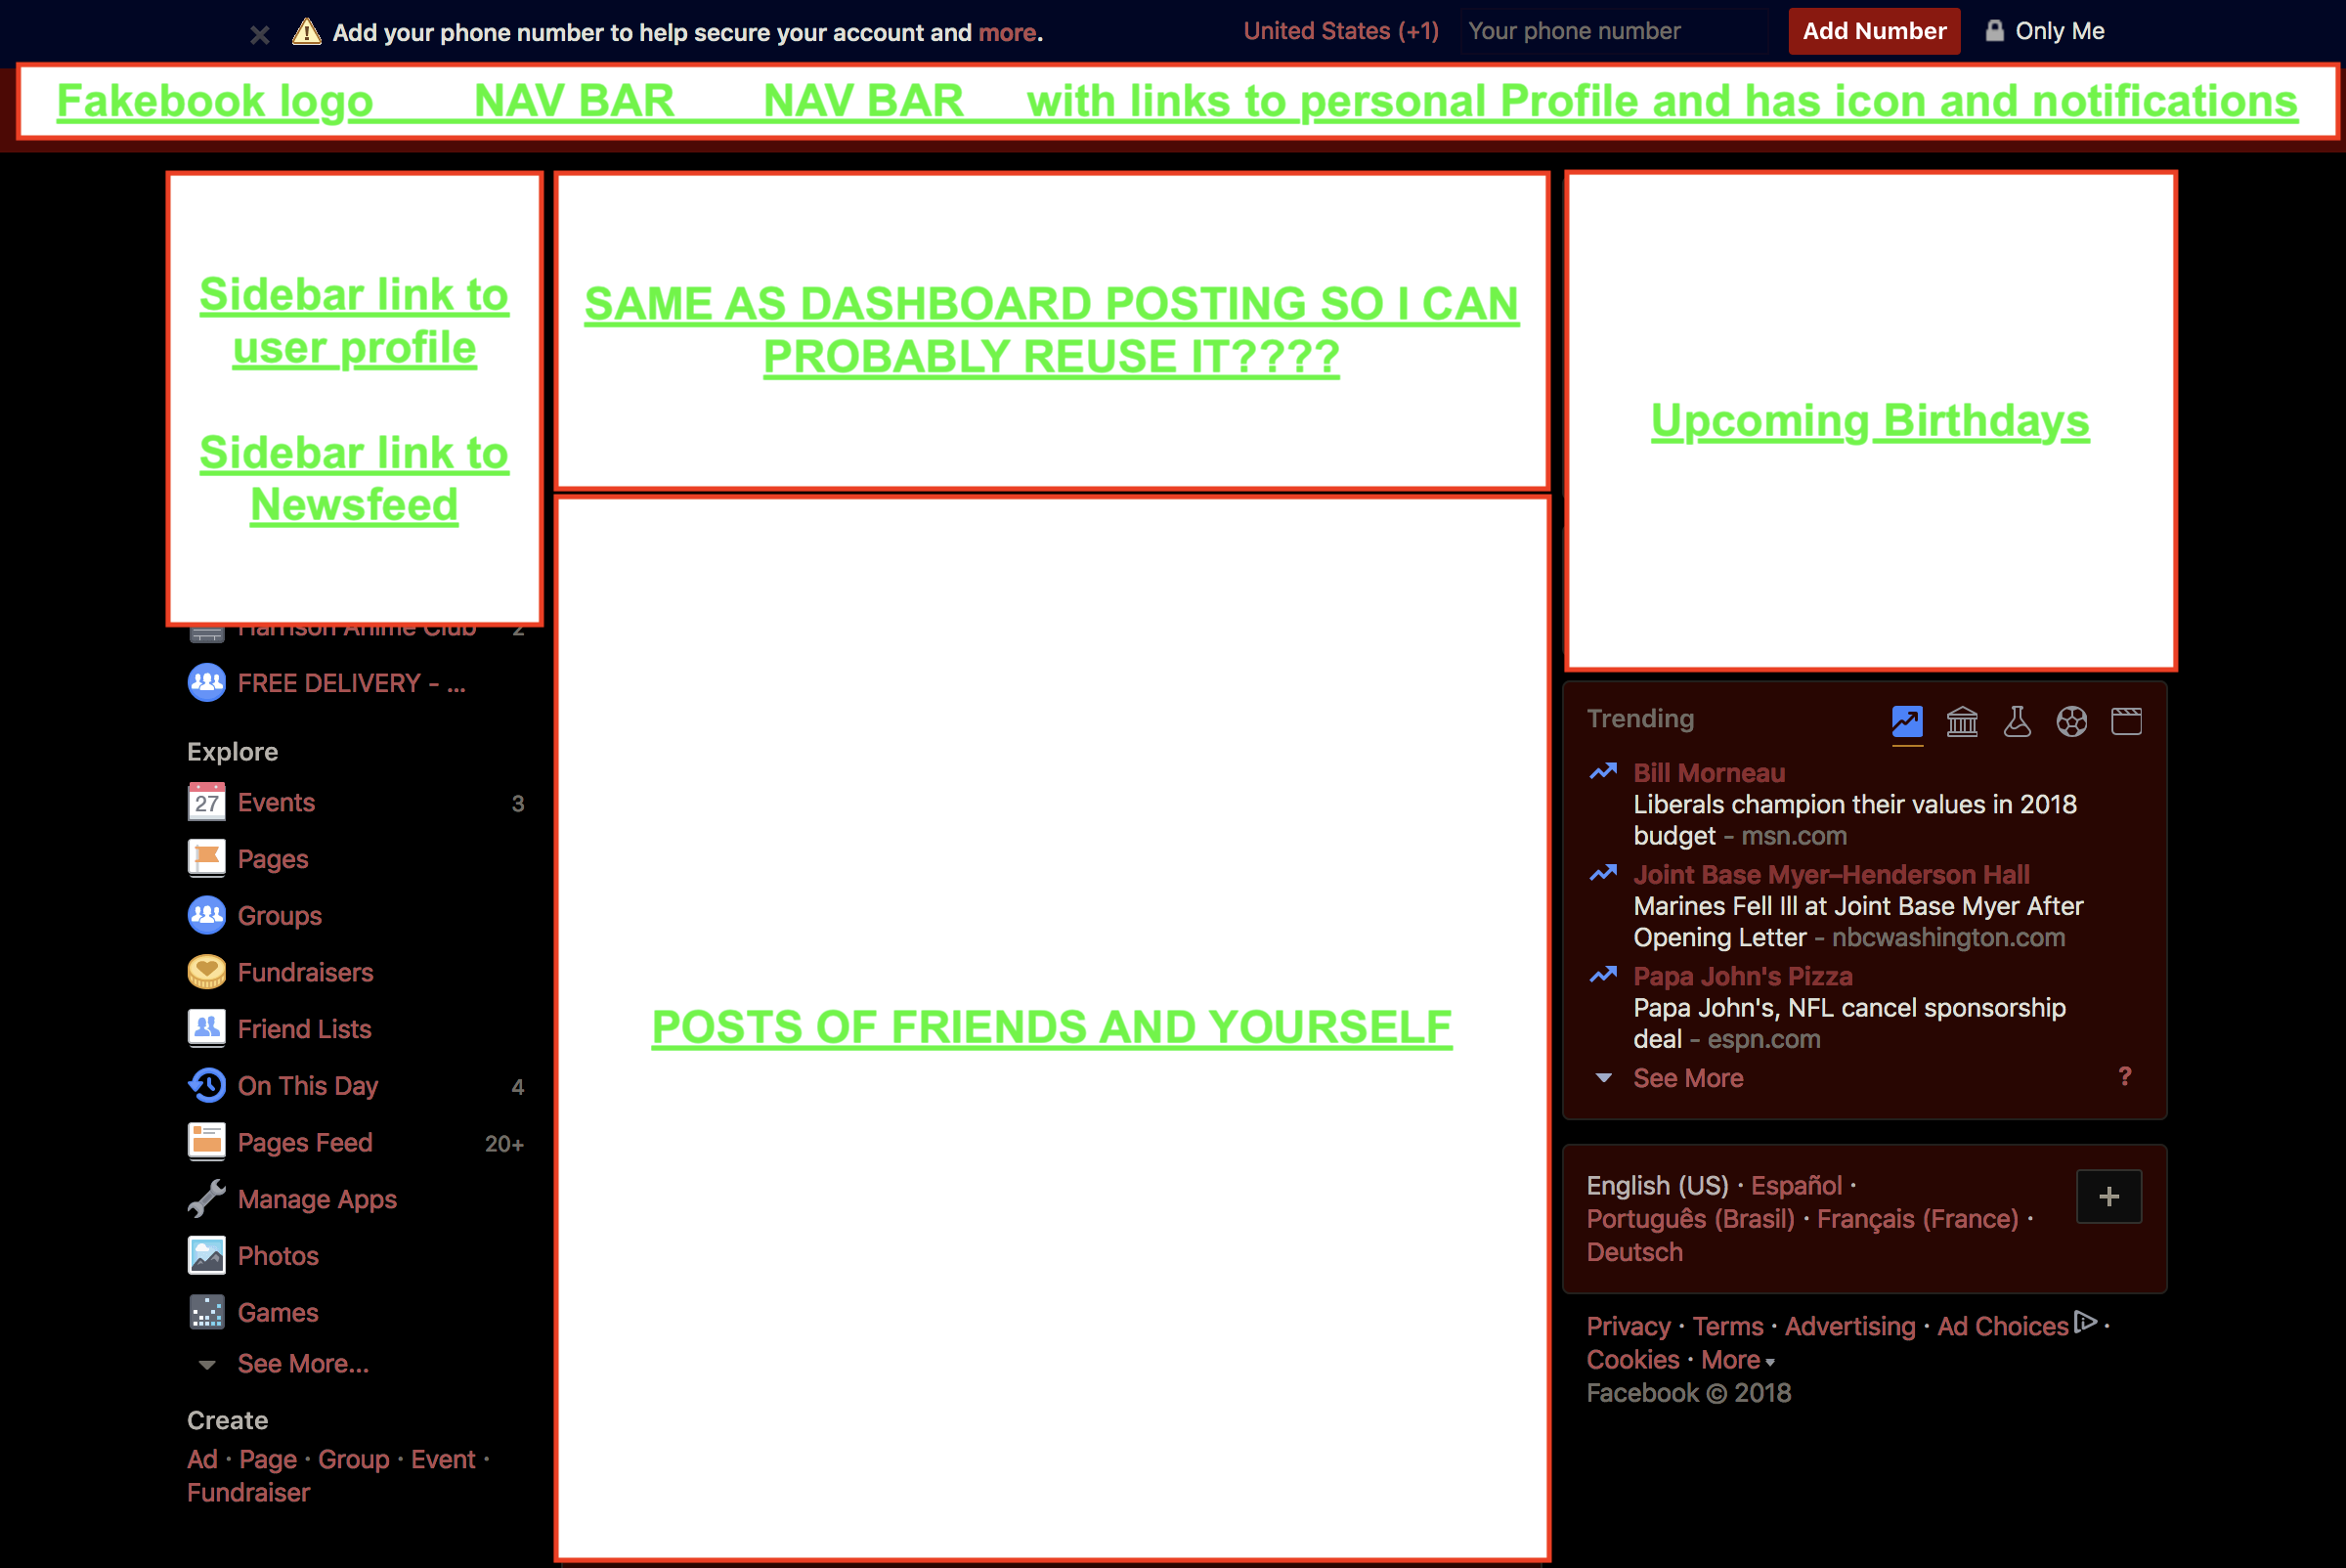 Add your phone number to help secure your account and more.
United States (+1) Your phone number Add Number Only Me
Fakebook logo NAV BAR NAV BAR with links to personal Profile and has icon and notifications
Sidebar link to
user profile
Sidebar link to
Newsfeed
Harrison Anime Club 2
FREE DELIVERY - ...
Explore
27
Events 3
Pages
Groups
Fundraisers
Friend Lists
On This Day 4
Pages Feed 20+
Manage Apps
Photos
Games
See More...
Create
Ad · Page · Group · Event ·
Fundraiser
SAME AS DASHBOARD POSTING SO I CAN
PROBABLY REUSE IT????
POSTS OF FRIENDS AND YOURSELF
Upcoming Birthdays
Trending
Bill Morneau
Liberals champion their values in 2018
budget - msn.com
Joint Base Myer–Henderson Hall
Marines Fell Ill at Joint Base Myer After
Opening Letter - nbcwashington.com
Papa John's Pizza
Papa John's, NFL cancel sponsorship
deal - espn.com
See More ?
English (US) · Español ·
Português (Brasil) · Français (France) ·
Deutsch
+
Privacy · Terms · Advertising · Ad Choices ·
Cookies · More
Facebook © 2018